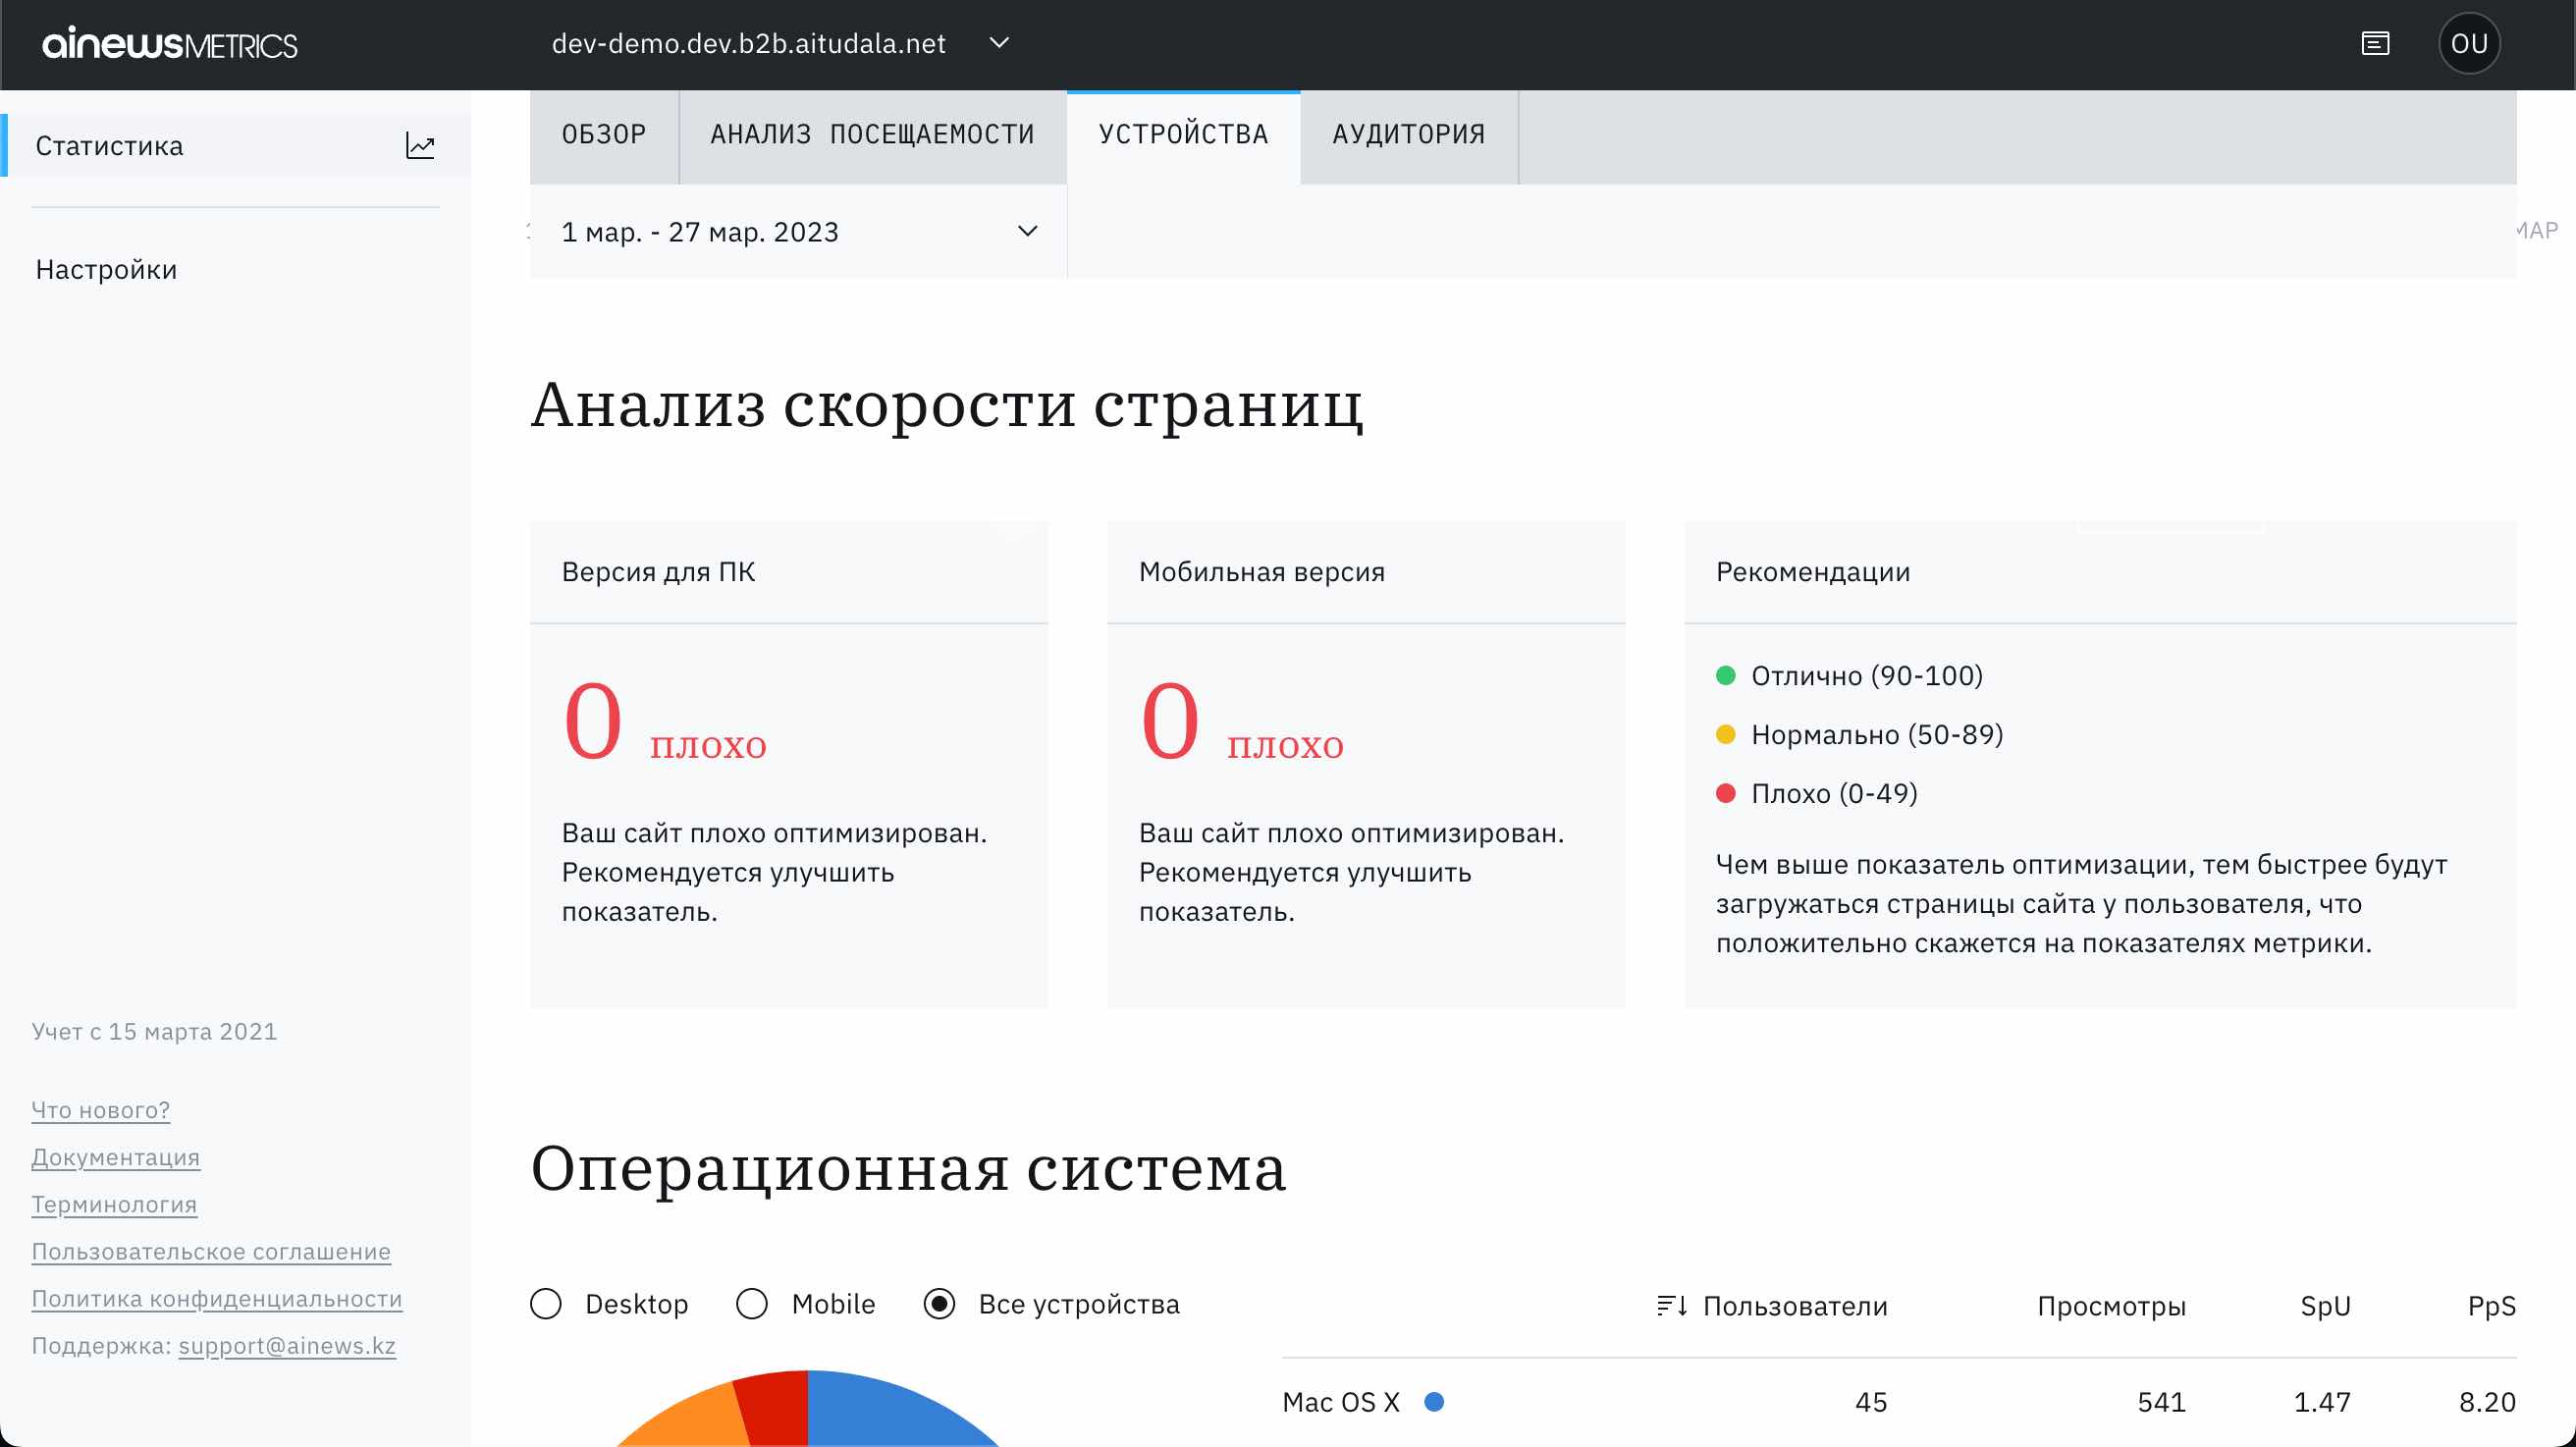 ainewsMETRICS
dev-demo.dev.b2b.aitudala.net
OU
Статистика
Настройки
ОБЗОР
АНАЛИЗ ПОСЕЩАЕМОСТИ
УСТРОЙСТВА
АУДИТОРИЯ
1 мар. - 27 мар. 2023
МАР
Анализ скорости страниц
Версия для ПК
0 плохо
Ваш сайт плохо оптимизирован.
Рекомендуется улучшить
показатель.
Мобильная версия
0 плохо
Ваш сайт плохо оптимизирован.
Рекомендуется улучшить
показатель.
Рекомендации
Отлично (90-100)
Нормально (50-89)
Плохо (0-49)
Чем выше показатель оптимизации, тем быстрее будут
загружаться страницы сайта у пользователя, что
положительно скажется на показателях метрики.
Учет с 15 марта 2021
Что нового?
Документация
Терминология
Пользовательское соглашение
Политика конфиденциальности
Поддержка: support@ainews.kz
Операционная система
Desktop
Mobile
Все устройства
Пользователи Просмотры SpU PpS
Mac OS X 45 541 1.47 8.20